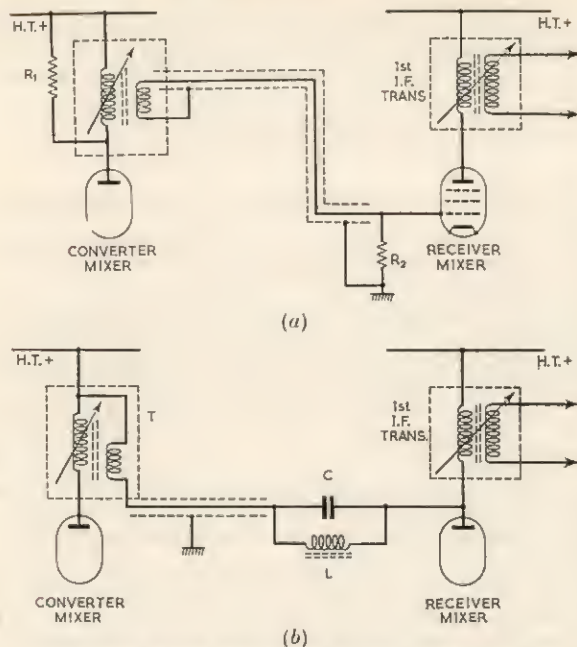 H.T.+
H.T.+
R₁
1st
I.F.
TRANS
CONVERTER
MIXER
R₂
RECEIVER
MIXER
(a)
H.T.+
H.T.+
T
1st
I.F.
TRANS.
C
L
CONVERTER
MIXER
RECEIVER
MIXER
(b)